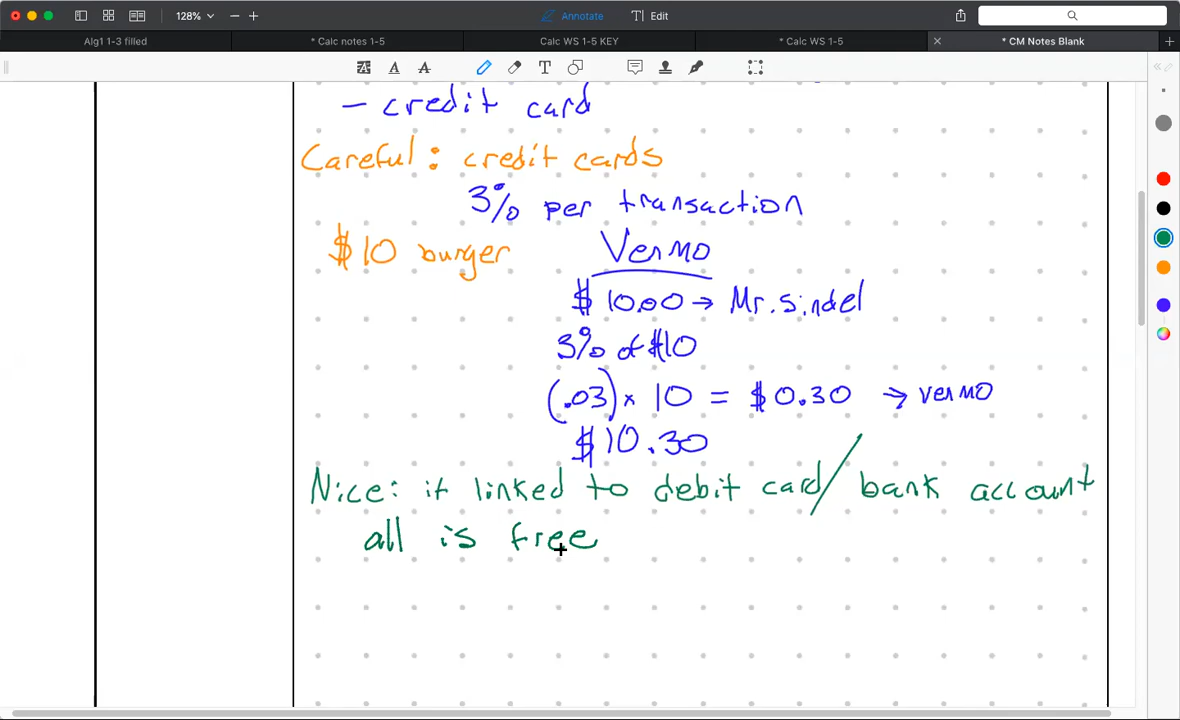 128%
Annotate
Edit
Alg1 1-3 filled
* Calc notes 1-5
Calc WS 1-5 KEY
* Calc WS 1-5
* CM Notes Blank
A A A T
- credit card
Careful: credit cards
3% per transaction
$10 burger
Venmo
$10.00 → Mr. Sindel
3% of $10
(.03) × 10 = $0.30 → venmo
$10.30
Nice: if linked to debit card/bank account
all is free